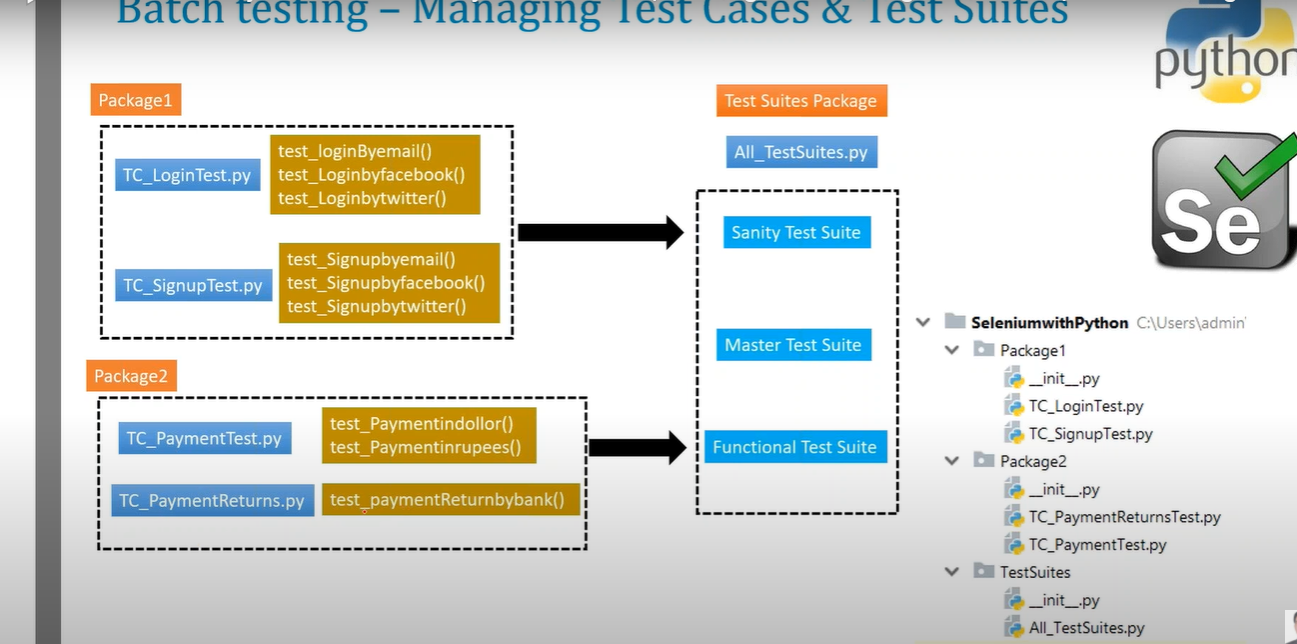 Batch testing – Managing Test Cases & Test Suites
python
Package1
TC_LoginTest.py
test_loginByemail()
test_Loginbyfacebook()
test_Loginbytwitter()
TC_SignupTest.py
test_Signupbyemail()
test_Signupbyfacebook()
test_Signupbytwitter()
Package2
TC_PaymentTest.py
test_Paymentindollor()
test_Paymentinrupees()
TC_PaymentReturns.py
test_paymentReturnbybank()
Test Suites Package
All_TestSuites.py
Sanity Test Suite
Master Test Suite
Functional Test Suite
Se
SeleniumwithPython C:\Users\admin'
Package1
__init__.py
TC_LoginTest.py
TC_SignupTest.py
Package2
__init__.py
TC_PaymentReturnsTest.py
TC_PaymentTest.py
TestSuites
__init__.py
All_TestSuites.py